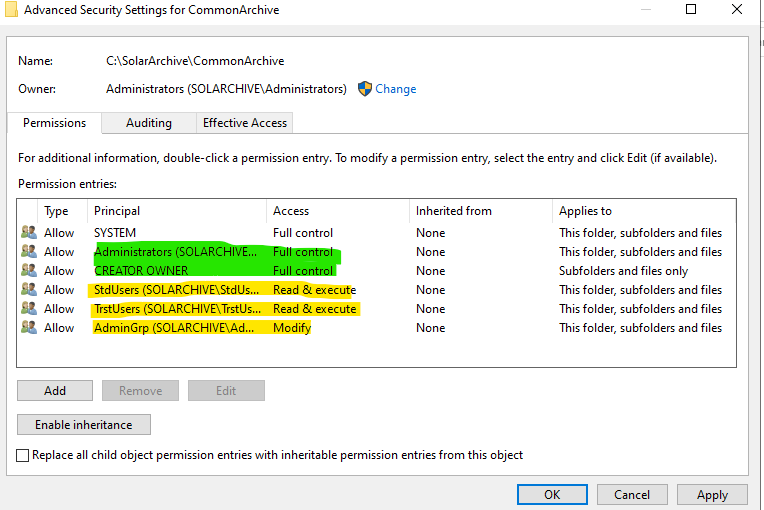 Advanced Security Settings for CommonArchive
Name: C:\SolarArchive\CommonArchive
Owner: Administrators (SOLARCHIVE\Administrators) Change
Permissions Auditing Effective Access
For additional information, double-click a permission entry. To modify a permission entry, select the entry and click Edit (if available).
Permission entries:
Type Principal Access Inherited from Applies to
Allow SYSTEM Full control None This folder, subfolders and files
Allow Administrators (SOLARCHIVE... Full control None This folder, subfolders and files
Allow CREATOR OWNER Full control None Subfolders and files only
Allow StdUsers (SOLARCHIVE\StdUs... Read & execute None This folder, subfolders and files
Allow TrstUsers (SOLARCHIVE\TrstUs... Read & execute None This folder, subfolders and files
Allow AdminGrp (SOLARCHIVE\Ad... Modify None This folder, subfolders and files
Add Remove Edit
Enable inheritance
Replace all child object permission entries with inheritable permission entries from this object
OK Cancel Apply